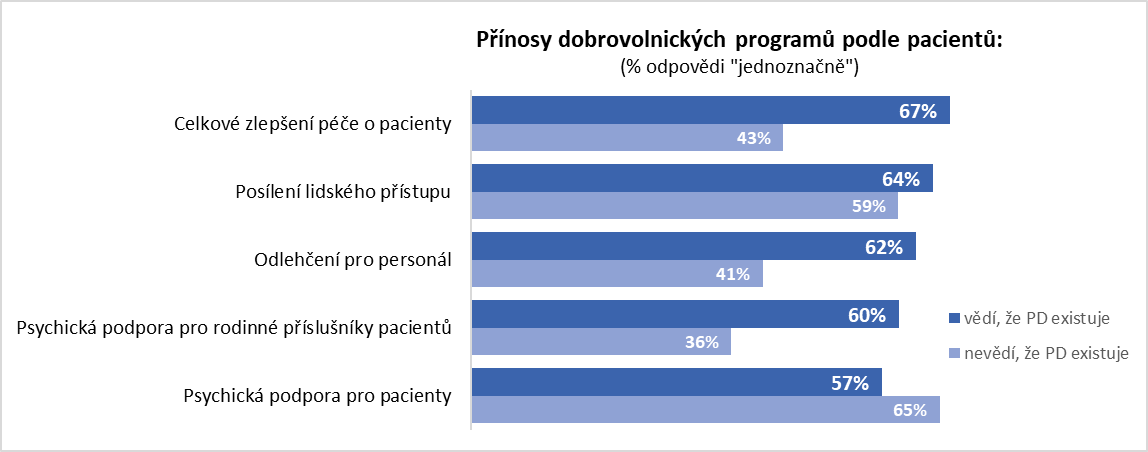 Přínosy dobrovolnických programů podle pacientů:
(% odpovědi "jednoznačně")
Celkové zlepšení péče o pacienty
67%
43%
Posílení lidského přístupu
64%
59%
Odlehčení pro personál
62%
41%
Psychická podpora pro rodinné příslušníky pacientů
60%
36%
Psychická podpora pro pacienty
57%
65%
vědí, že PD existuje
nevědí, že PD existuje